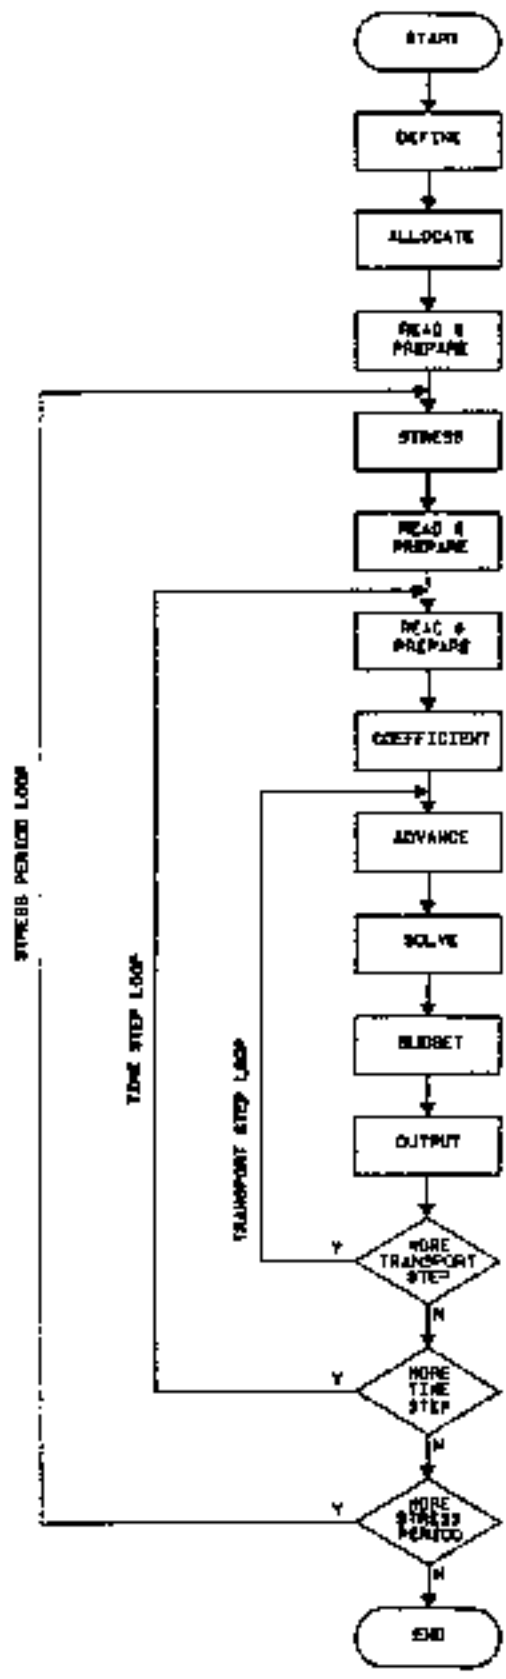 START
DEFINE
ALLOCATE
READ &
PREPARE
STRESS
READ &
PREPARE
READ &
PREPARE
COEFFICIENT
ADVANCE
SOLVE
BUDGET
OUTPUT
MORE
TRANSPORT
STEP
Y
N
MORE
TIME
STEP
Y
N
MORE
STRESS
PERIOD
Y
N
END
STRESS PERIOD LOOP
TIME STEP LOOP
TRANSPORT STEP LOOP